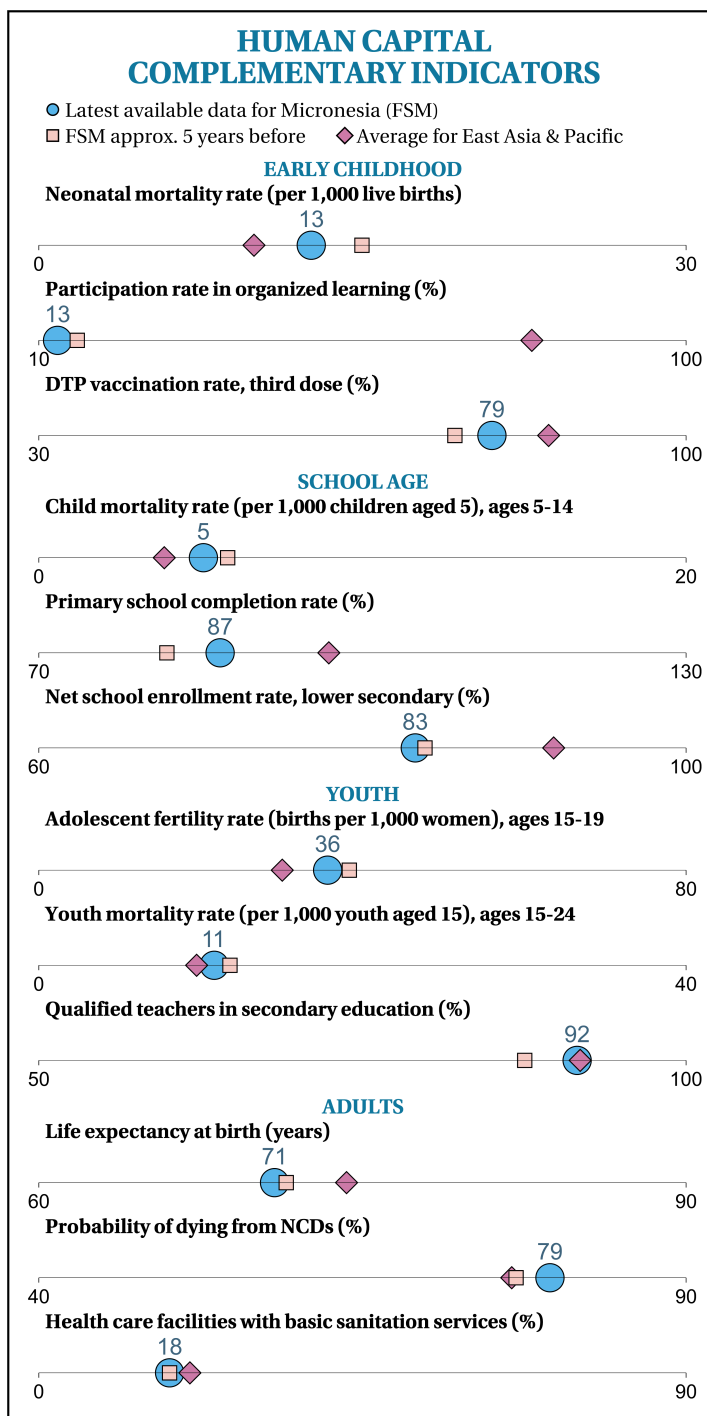 HUMAN CAPITAL
COMPLEMENTARY INDICATORS
Latest available data for Micronesia (FSM)
FSM approx. 5 years before Average for East Asia & Pacific
EARLY CHILDHOOD
Neonatal mortality rate (per 1,000 live births)
13
0 30
Participation rate in organized learning (%)
13
10 100
DTP vaccination rate, third dose (%)
79
30 100
SCHOOL AGE
Child mortality rate (per 1,000 children aged 5), ages 5-14
5
0 20
Primary school completion rate (%)
87
70 130
Net school enrollment rate, lower secondary (%)
83
60 100
YOUTH
Adolescent fertility rate (births per 1,000 women), ages 15-19
36
0 80
Youth mortality rate (per 1,000 youth aged 15), ages 15-24
11
0 40
Qualified teachers in secondary education (%)
92
50 100
ADULTS
Life expectancy at birth (years)
71
60 90
Probability of dying from NCDs (%)
79
40 90
Health care facilities with basic sanitation services (%)
18
0 90